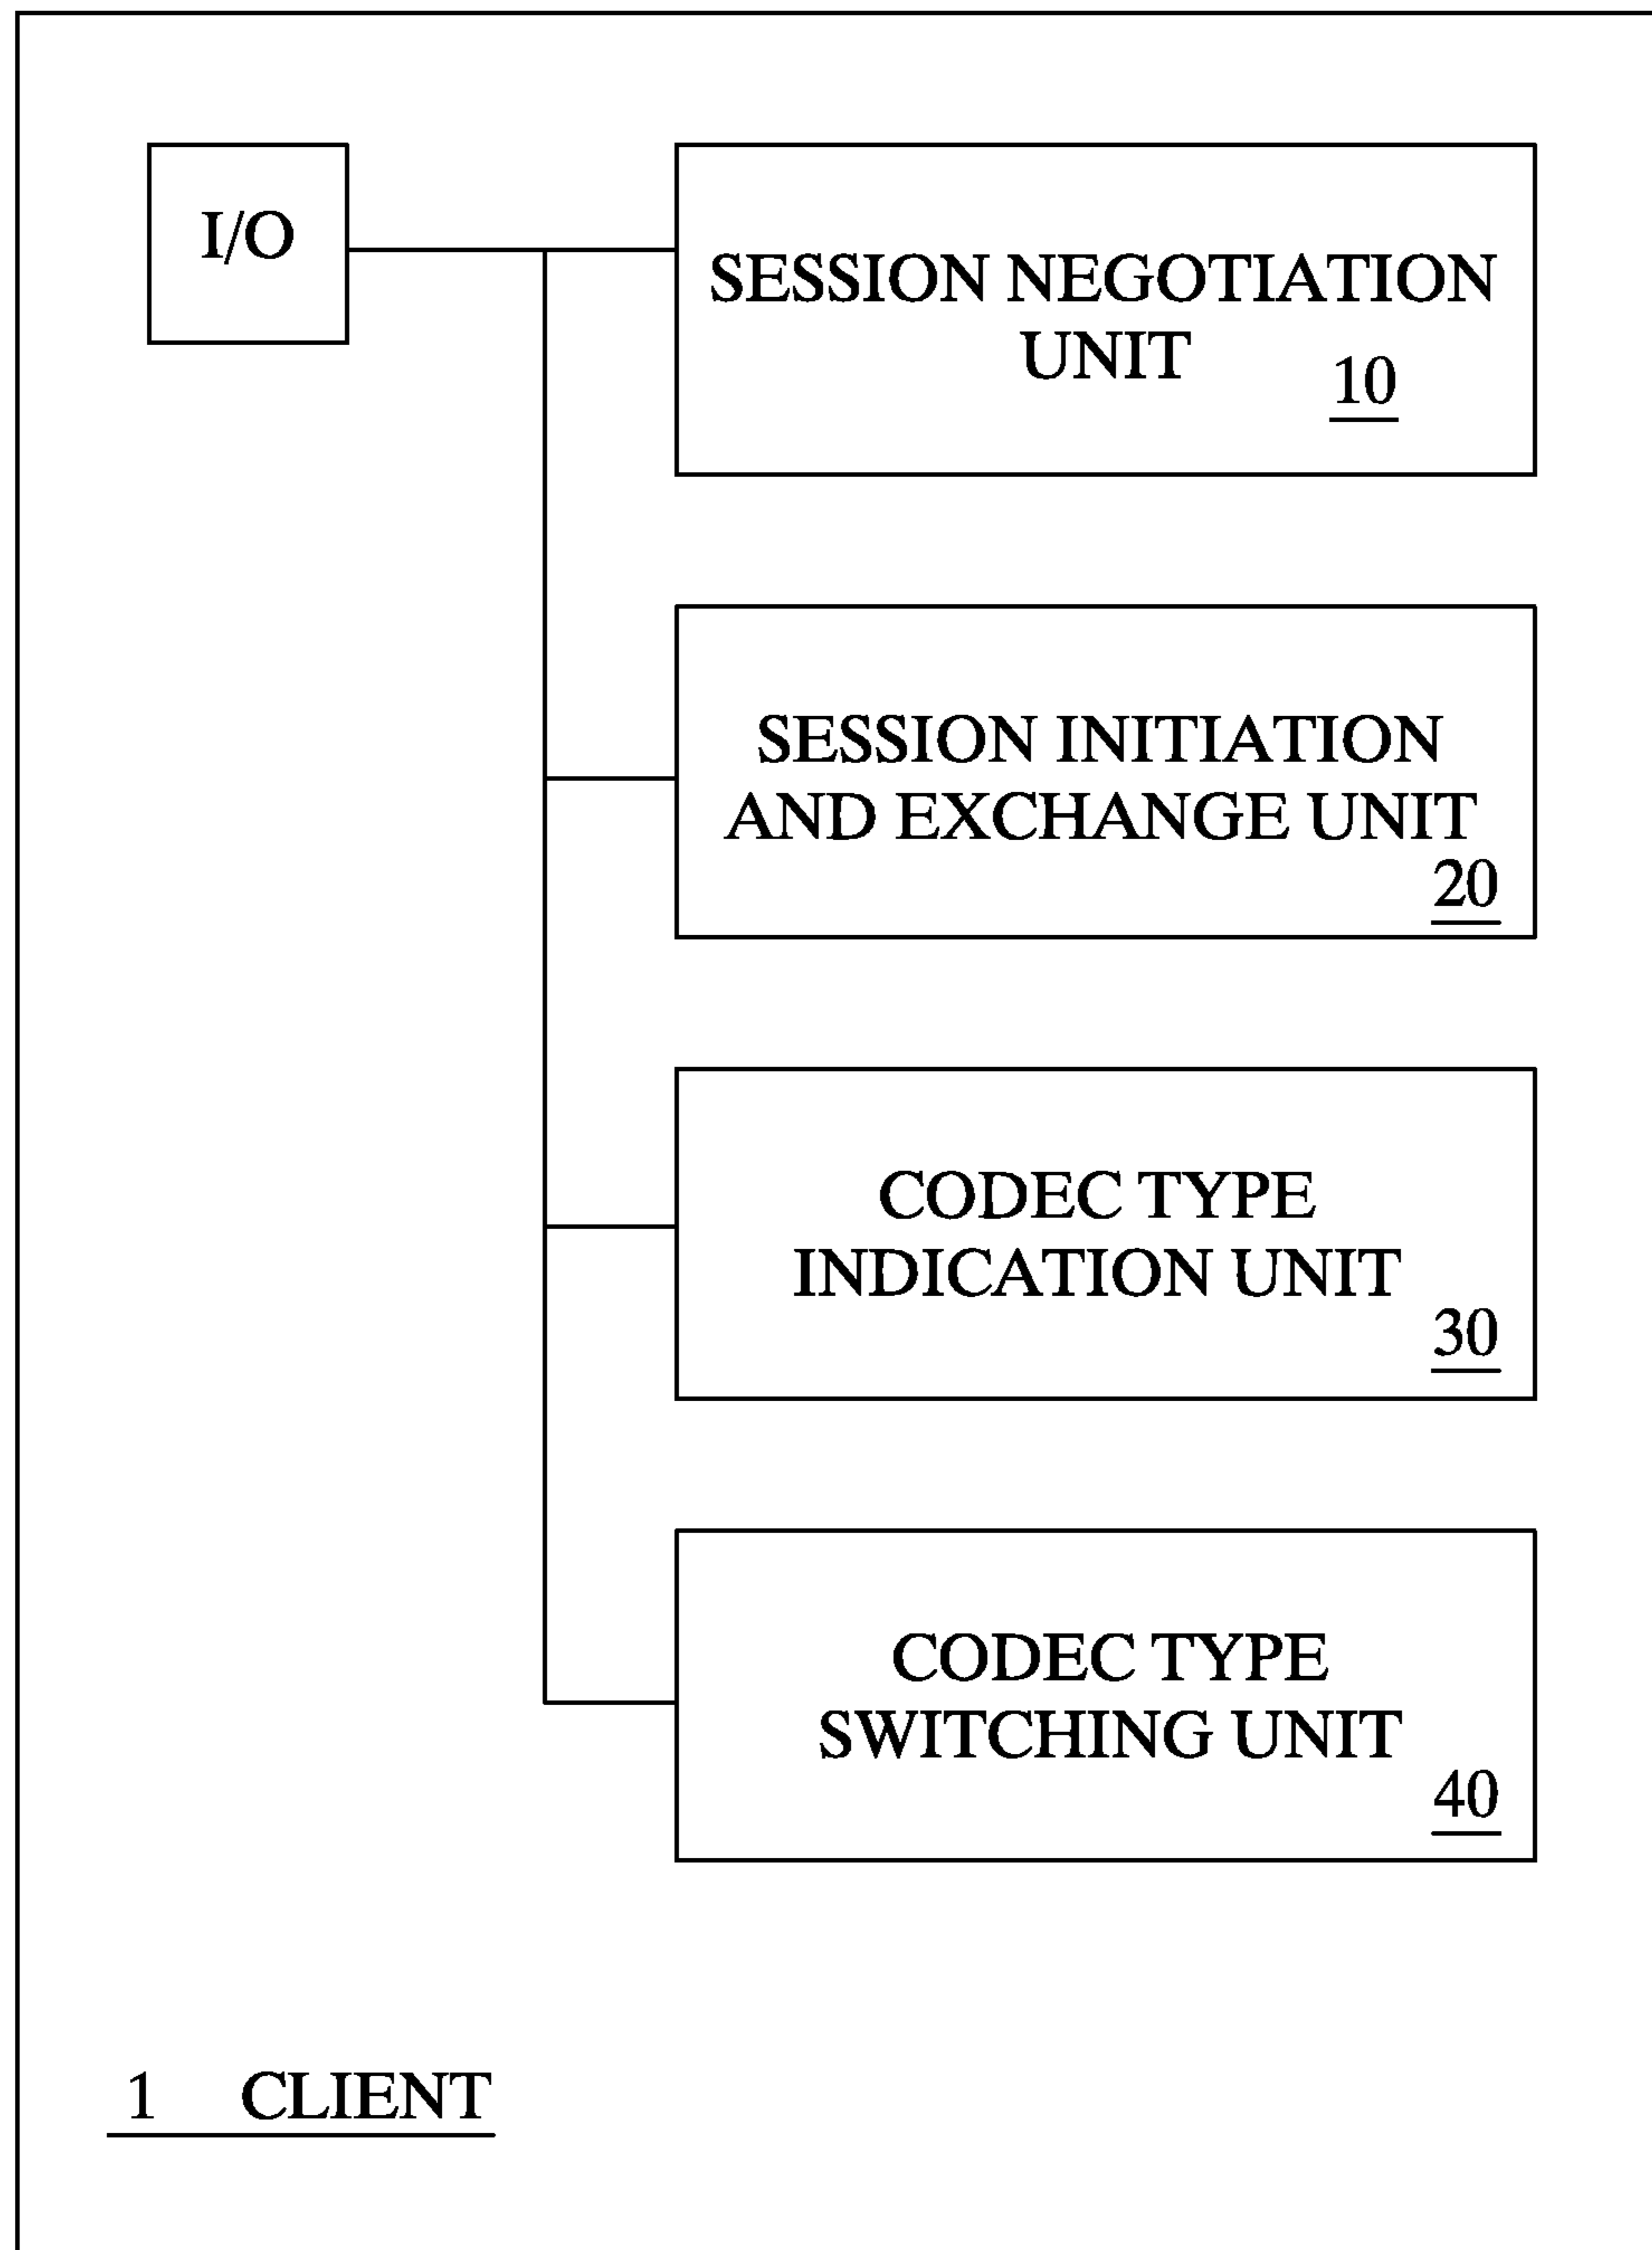 I/O
SESSION NEGOTIATION
UNIT
10
SESSION INITIATION
AND EXCHANGE UNIT
20
CODEC TYPE
INDICATION UNIT
30
CODEC TYPE
SWITCHING UNIT
40
1 CLIENT